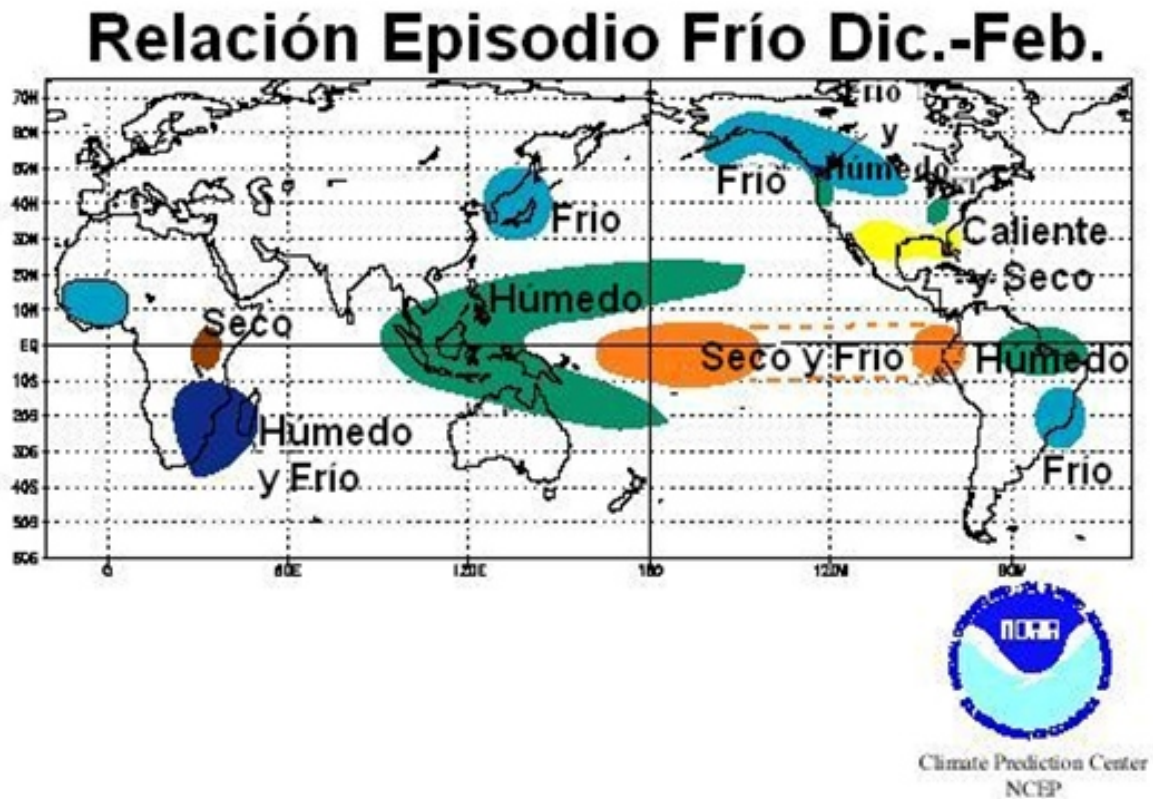 Relación Episodio Frío Dic.-Feb.
70N
60N
50N
40N
30N
20N
10N
EQ
10S
20S
30S
40S
50S
60S
0
60E
120E
180
120W
60W
Frío
y
Húmedo
Frío
Frío
Caliente
y Seco
Húmedo
Seco
Seco y Frío
Húmedo
Húmedo
y Frío
Frío
NOAA
Climate Prediction Center
NCEP